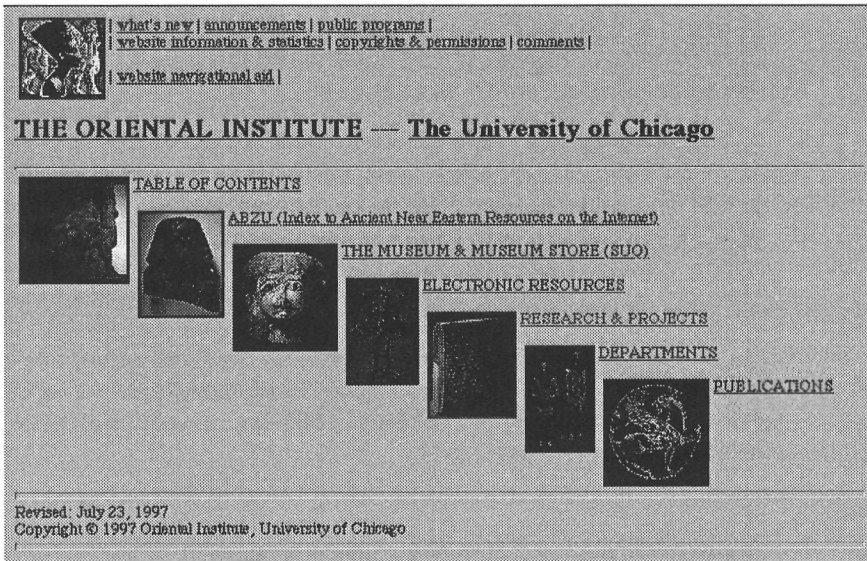 | what's new | announcements | public programs |
| website information & statistics | copyrights & permissions | comments |
| website navigational aid |
THE ORIENTAL INSTITUTE --- The University of Chicago
TABLE OF CONTENTS
ABZU (Index to Ancient Near Eastern Resources on the Internet)
THE MUSEUM & MUSEUM STORE (SUQ)
ELECTRONIC RESOURCES
RESEARCH & PROJECTS
DEPARTMENTS
PUBLICATIONS
Revised: July 23, 1997
Copyright © 1997 Oriental Institute, University of Chicago